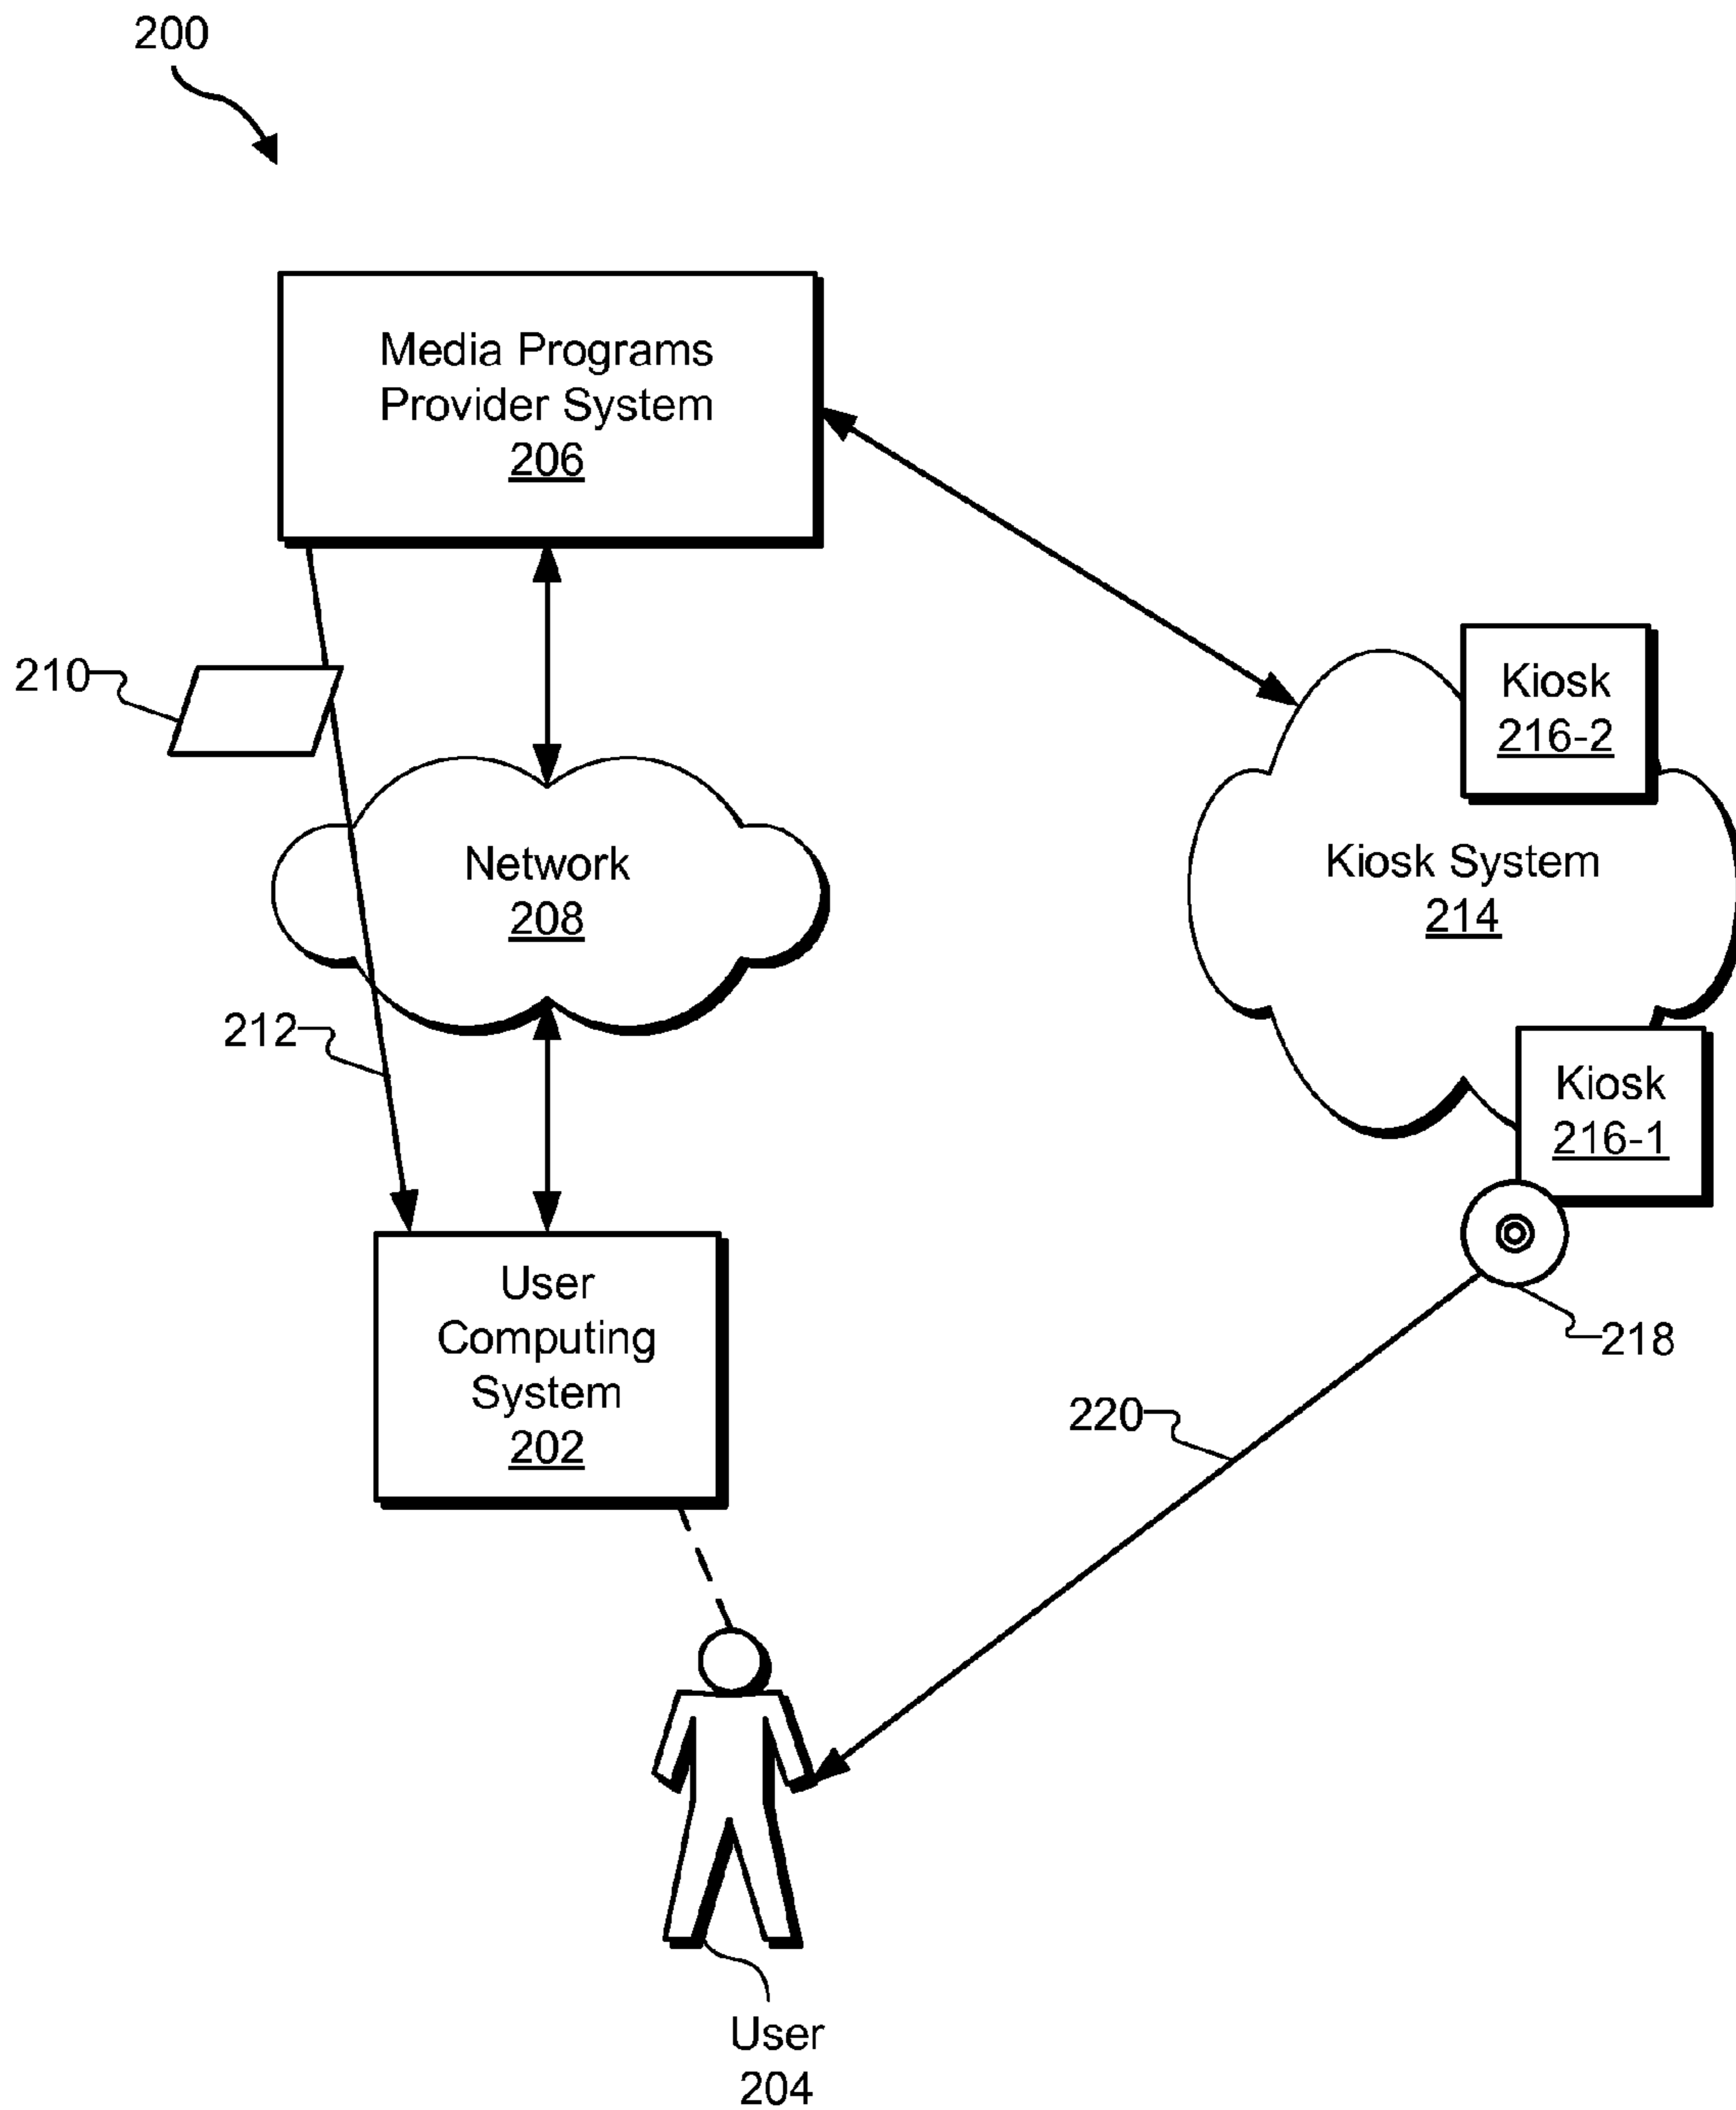 200
Media Programs
Provider System
206
210
Kiosk
216-2
Network
208
Kiosk System
214
212
Kiosk
216-1
User
Computing
System
202
218
220
User
204